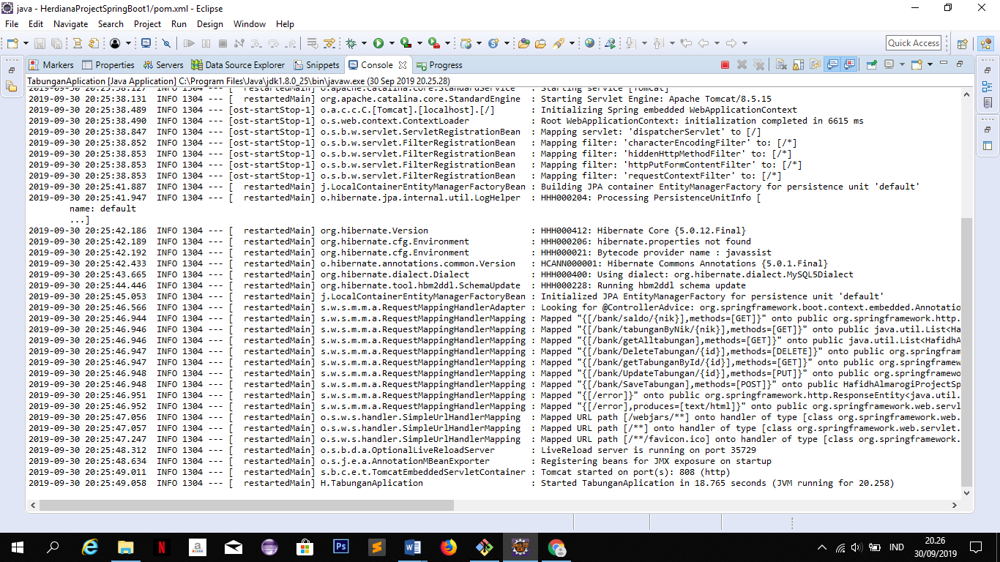 java - HerdianaProjectSpringBoot1/pom.xml - Eclipse
File Edit Navigate Search Project Run Design Window Help
Quick Access
Markers Properties Servers Data Source Explorer Snippets Console Progress
TabunganAplication [Java Application] C:\Program Files\Java\jdk1.8.0_25\bin\javaw.exe (30 Sep 2019 20.25.28)
2019-09-30 20:25:38.127 INFO 1304 --- [ restartedMain] o.apache.catalina.core.StandardService : Starting service [Tomcat]
2019-09-30 20:25:38.131 INFO 1304 --- [ restartedMain] org.apache.catalina.core.StandardEngine : Starting Servlet Engine: Apache Tomcat/8.5.15
2019-09-30 20:25:38.489 INFO 1304 --- [ost-startStop-1] o.a.c.c.C.[Tomcat].[localhost].[/] : Initializing Spring embedded WebApplicationContext
2019-09-30 20:25:38.490 INFO 1304 --- [ost-startStop-1] o.s.web.context.ContextLoader : Root WebApplicationContext: initialization completed in 6615 ms
2019-09-30 20:25:38.847 INFO 1304 --- [ost-startStop-1] o.s.b.w.servlet.ServletRegistrationBean : Mapping servlet: 'dispatcherServlet' to [/]
2019-09-30 20:25:38.852 INFO 1304 --- [ost-startStop-1] o.s.b.w.servlet.FilterRegistrationBean : Mapping filter: 'characterEncodingFilter' to: [/*]
2019-09-30 20:25:38.853 INFO 1304 --- [ost-startStop-1] o.s.b.w.servlet.FilterRegistrationBean : Mapping filter: 'hiddenHttpMethodFilter' to: [/*]
2019-09-30 20:25:38.853 INFO 1304 --- [ost-startStop-1] o.s.b.w.servlet.FilterRegistrationBean : Mapping filter: 'httpPutFormContentFilter' to: [/*]
2019-09-30 20:25:38.853 INFO 1304 --- [ost-startStop-1] o.s.b.w.servlet.FilterRegistrationBean : Mapping filter: 'requestContextFilter' to: [/*]
2019-09-30 20:25:41.887 INFO 1304 --- [ restartedMain] j.LocalContainerEntityManagerFactoryBean : Building JPA container EntityManagerFactory for persistence unit 'default'
2019-09-30 20:25:41.947 INFO 1304 --- [ restartedMain] o.hibernate.jpa.internal.util.LogHelper : HHH000204: Processing PersistenceUnitInfo [
name: default
...]
2019-09-30 20:25:42.186 INFO 1304 --- [ restartedMain] org.hibernate.Version : HHH000412: Hibernate Core {5.0.12.Final}
2019-09-30 20:25:42.189 INFO 1304 --- [ restartedMain] org.hibernate.cfg.Environment : HHH000206: hibernate.properties not found
2019-09-30 20:25:42.192 INFO 1304 --- [ restartedMain] org.hibernate.cfg.Environment : HHH000021: Bytecode provider name : javassist
2019-09-30 20:25:42.433 INFO 1304 --- [ restartedMain] o.hibernate.annotations.common.Version : HCANN000001: Hibernate Commons Annotations {5.0.1.Final}
2019-09-30 20:25:43.665 INFO 1304 --- [ restartedMain] org.hibernate.dialect.Dialect : HHH000400: Using dialect: org.hibernate.dialect.MySQL5Dialect
2019-09-30 20:25:44.446 INFO 1304 --- [ restartedMain] org.hibernate.tool.hbm2ddl.SchemaUpdate : HHH000228: Running hbm2ddl schema update
2019-09-30 20:25:45.053 INFO 1304 --- [ restartedMain] j.LocalContainerEntityManagerFactoryBean : Initialized JPA EntityManagerFactory for persistence unit 'default'
2019-09-30 20:25:46.566 INFO 1304 --- [ restartedMain] s.w.s.m.m.a.RequestMappingHandlerAdapter : Looking for @ControllerAdvice: org.springframework.boot.context.embedded.Annotatio
2019-09-30 20:25:46.944 INFO 1304 --- [ restartedMain] s.w.s.m.m.a.RequestMappingHandlerMapping : Mapped "{[/bank/saldo/{nik}],methods=[GET]}" onto public org.springframework.http.
2019-09-30 20:25:46.946 INFO 1304 --- [ restartedMain] s.w.s.m.m.a.RequestMappingHandlerMapping : Mapped "{[/bank/tabunganByNik/{nik}],methods=[GET]}" onto public java.util.List<Ha
2019-09-30 20:25:46.946 INFO 1304 --- [ restartedMain] s.w.s.m.m.a.RequestMappingHandlerMapping : Mapped "{[/bank/getAlltabungan],methods=[GET]}" onto public java.util.List<HafidhA
2019-09-30 20:25:46.947 INFO 1304 --- [ restartedMain] s.w.s.m.m.a.RequestMappingHandlerMapping : Mapped "{[/bank/DeleteTabungan/{id}],methods=[DELETE]}" onto public org.springfram
2019-09-30 20:25:46.947 INFO 1304 --- [ restartedMain] s.w.s.m.m.a.RequestMappingHandlerMapping : Mapped "{[/bank/getTabunganById/{id}],methods=[GET]}" onto public org.springframew
2019-09-30 20:25:46.948 INFO 1304 --- [ restartedMain] s.w.s.m.m.a.RequestMappingHandlerMapping : Mapped "{[/bank/UpdateTabungan/{id}],methods=[PUT]}" onto public org.springframewo
2019-09-30 20:25:46.948 INFO 1304 --- [ restartedMain] s.w.s.m.m.a.RequestMappingHandlerMapping : Mapped "{[/bank/SaveTabungan],methods=[POST]}" onto public HafidhAlmarogiProjectSp
2019-09-30 20:25:46.951 INFO 1304 --- [ restartedMain] s.w.s.m.m.a.RequestMappingHandlerMapping : Mapped "{[/error]}" onto public org.springframework.http.ResponseEntity<java.util.
2019-09-30 20:25:46.952 INFO 1304 --- [ restartedMain] s.w.s.m.m.a.RequestMappingHandlerMapping : Mapped "{[/error],produces=[text/html]}" onto public org.springframework.web.servl
2019-09-30 20:25:47.056 INFO 1304 --- [ restartedMain] o.s.w.s.handler.SimpleUrlHandlerMapping : Mapped URL path [/webjars/**] onto handler of type [class org.springframework.web.
2019-09-30 20:25:47.057 INFO 1304 --- [ restartedMain] o.s.w.s.handler.SimpleUrlHandlerMapping : Mapped URL path [/**] onto handler of type [class org.springframework.web.servlet.
2019-09-30 20:25:47.247 INFO 1304 --- [ restartedMain] o.s.w.s.handler.SimpleUrlHandlerMapping : Mapped URL path [/**/favicon.ico] onto handler of type [class org.springframework.
2019-09-30 20:25:48.312 INFO 1304 --- [ restartedMain] o.s.b.d.a.OptionalLiveReloadServer : LiveReload server is running on port 35729
2019-09-30 20:25:48.634 INFO 1304 --- [ restartedMain] o.s.j.e.a.AnnotationMBeanExporter : Registering beans for JMX exposure on startup
2019-09-30 20:25:49.011 INFO 1304 --- [ restartedMain] s.b.c.e.t.TomcatEmbeddedServletContainer : Tomcat started on port(s): 808 (http)
2019-09-30 20:25:49.058 INFO 1304 --- [ restartedMain] H.TabunganAplication : Started TabunganAplication in 18.765 seconds (JVM running for 20.258)
IND
20.26
30/09/2019